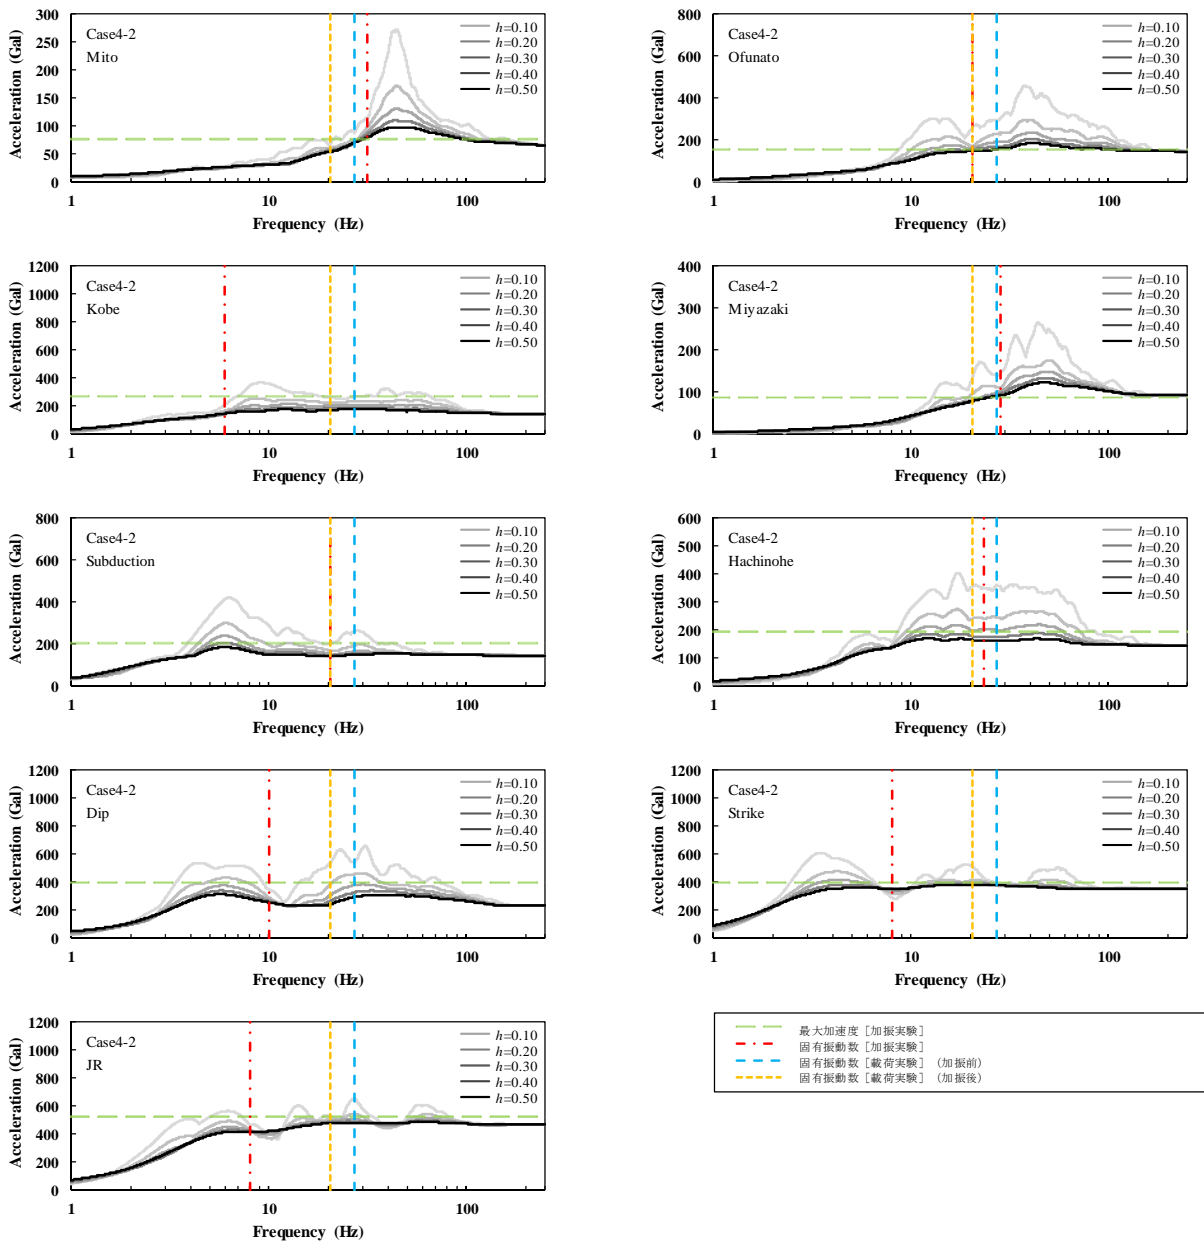 300
250
200
150
100
50
0
Acceleration (Gal)
Case4-2
Mito
h=0.10
h=0.20
h=0.30
h=0.40
h=0.50
1
10
100
Frequency (Hz)
800
600
400
200
0
Acceleration (Gal)
Case4-2
Ofunato
h=0.10
h=0.20
h=0.30
h=0.40
h=0.50
1
10
100
Frequency (Hz)
1200
1000
800
600
400
200
0
Acceleration (Gal)
Case4-2
Kobe
h=0.10
h=0.20
h=0.30
h=0.40
h=0.50
1
10
100
Frequency (Hz)
400
300
200
100
0
Acceleration (Gal)
Case4-2
Miyazaki
h=0.10
h=0.20
h=0.30
h=0.40
h=0.50
1
10
100
Frequency (Hz)
800
600
400
200
0
Acceleration (Gal)
Case4-2
Subduction
h=0.10
h=0.20
h=0.30
h=0.40
h=0.50
1
10
100
Frequency (Hz)
600
500
400
300
200
100
0
Acceleration (Gal)
Case4-2
Hachinohe
h=0.10
h=0.20
h=0.30
h=0.40
h=0.50
1
10
100
Frequency (Hz)
1200
1000
800
600
400
200
0
Acceleration (Gal)
Case4-2
Dip
h=0.10
h=0.20
h=0.30
h=0.40
h=0.50
1
10
100
Frequency (Hz)
1200
1000
800
600
400
200
0
Acceleration (Gal)
Case4-2
Strike
h=0.10
h=0.20
h=0.30
h=0.40
h=0.50
1
10
100
Frequency (Hz)
1200
1000
800
600
400
200
0
Acceleration (Gal)
Case4-2
JR
h=0.10
h=0.20
h=0.30
h=0.40
h=0.50
1
10
100
Frequency (Hz)
最大加速度［加振実験］
固有振動数［加振実験］
固有振動数［載荷実験］（加振前）
固有振動数［載荷実験］（加振後）